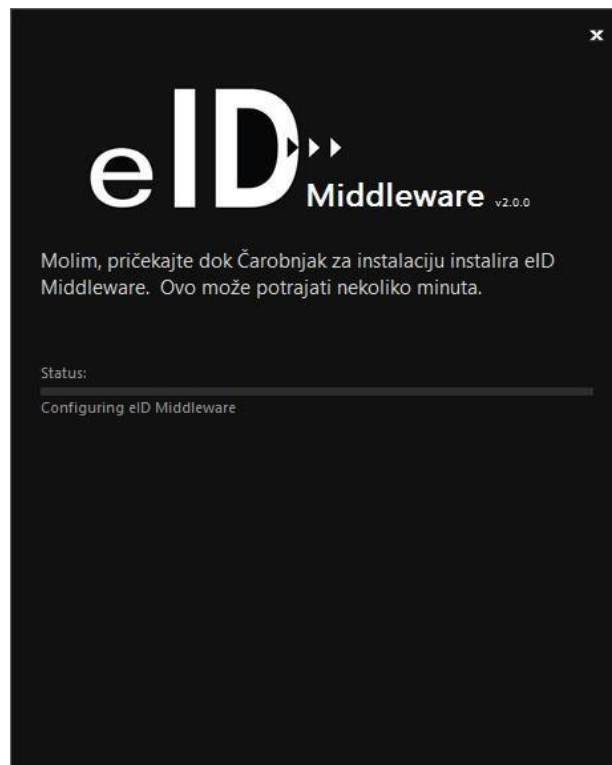 x
eID
Middleware v2.0.0
Molim, pričekajte dok Čarobnjak za instalaciju instalira eID
Middleware.  Ovo može potrajati nekoliko minuta.
Status:
Configuring eID Middleware